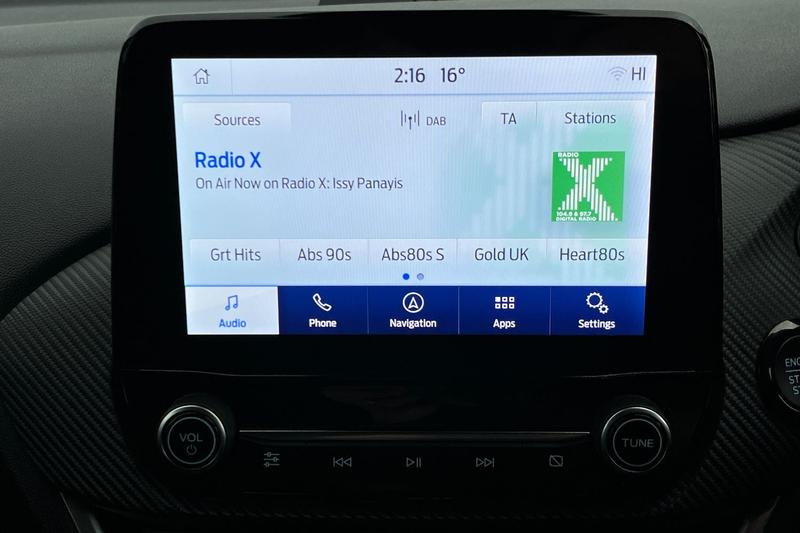 2:16 16° HI
Sources DAB TA Stations
Radio X
On Air Now on Radio X: Issy Panayis
RADIO
X
104.9 & 97.7
DIGITAL RADIO
Grt Hits Abs 90s Abs80s S Gold UK Heart80s
Audio Phone Navigation Apps Settings
VOL
TUNE